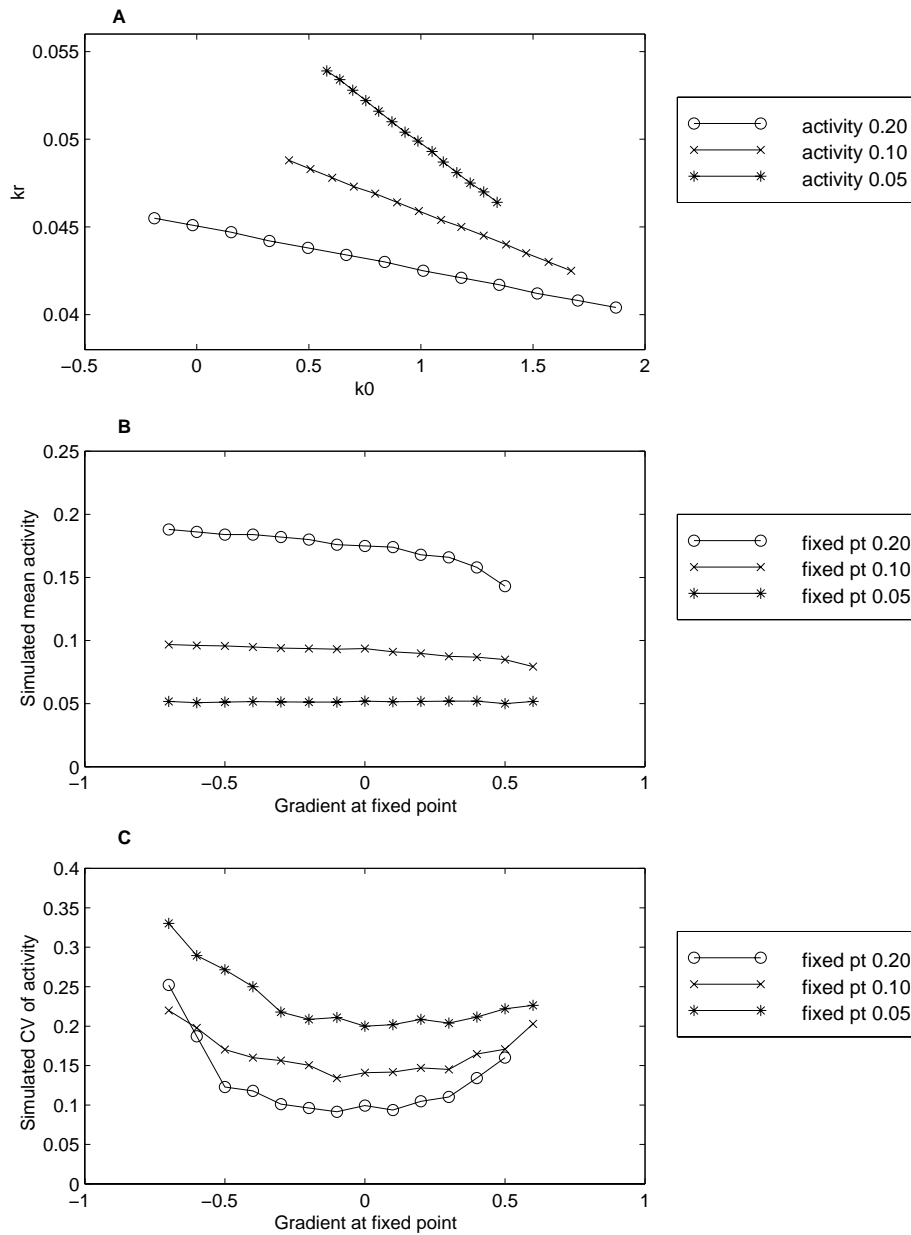 A
0.055
0.05
0.045
0.04
kr
−0.5 0 0.5 1 1.5 2
k0
activity 0.20
activity 0.10
activity 0.05
B
0.25
0.2
0.15
0.1
0.05
0
Simulated mean activity
−1 −0.5 0 0.5 1
Gradient at fixed point
fixed pt 0.20
fixed pt 0.10
fixed pt 0.05
C
0.4
0.35
0.3
0.25
0.2
0.15
0.1
0.05
0
Simulated CV of activity
−1 −0.5 0 0.5 1
Gradient at fixed point
fixed pt 0.20
fixed pt 0.10
fixed pt 0.05